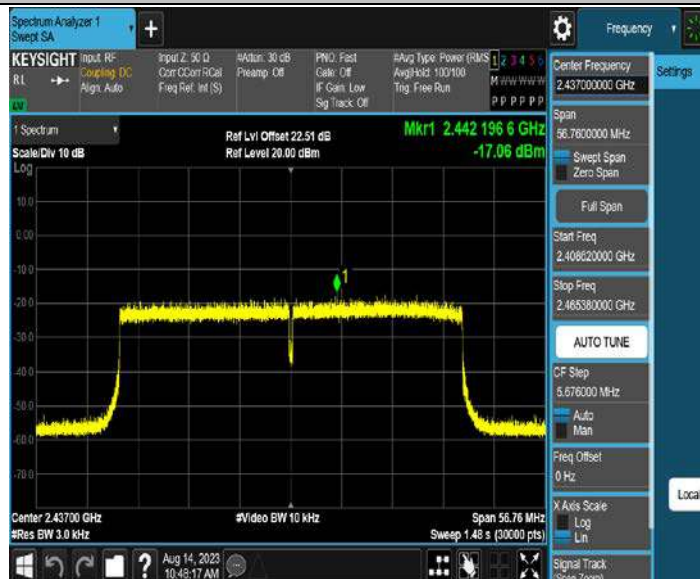 Spectrum Analyzer 1
Swept SA
+
Frequency
KEYSIGHT
RL
Input: RF
Coupling: DC
Align: Auto
Input Z: 50 Ω
Corr CCorr RCal
Freq Ref: Int (S)
#Atten: 30 dB
Preamp: Off
PNO: Fast
Gate: Off
IF Gain: Low
Sig Track: Off
#Avg Type: Power (RMS
Avg|Hold: 100/100
Trig: Free Run
1 2 3 4 5 6
M W W W W W
P P P P P P
1 Spectrum
Scale/Div 10 dB
Log
Ref Lvl Offset 22.51 dB
Ref Level 20.00 dBm
Mkr1 2.442 196 6 GHz
-17.06 dBm
10.0
0.00
-10.0
-20.0
-30.0
-40.0
-50.0
-60.0
-70.0
1
Center 2.43700 GHz
#Res BW 3.0 kHz
#Video BW 10 kHz
Span 56.76 MHz
Sweep 1.48 s (30000 pts)
Aug 14, 2023
10:48:17 AM
?
Center Frequency
2.437000000 GHz
Span
56.7600000 MHz
Swept Span
Zero Span
Full Span
Start Freq
2.408620000 GHz
Stop Freq
2.465380000 GHz
AUTO TUNE
CF Step
5.676000 MHz
Auto
Man
Freq Offset
0 Hz
X Axis Scale
Log
Lin
Signal Track
(Span Zoom)
Settings
Local